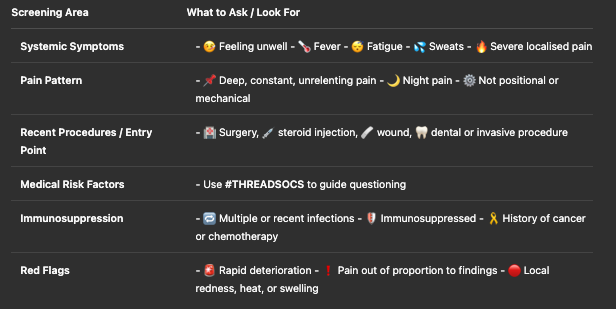 Screening Area What to Ask / Look For
Systemic Symptoms - 🤒 Feeling unwell - 🌡️ Fever - 😴 Fatigue - 💦 Sweats - 🔥 Severe localised pain
Pain Pattern - 📌 Deep, constant, unrelenting pain - 🌙 Night pain - ⚙️ Not positional or
mechanical
Recent Procedures / Entry - 🏥 Surgery, 💉 steroid injection, 🩹 wound, 🦷 dental or invasive procedure
Point
Medical Risk Factors - Use #THREADSOCS to guide questioning
Immunosuppression - 🔁 Multiple or recent infections - 🛡️ Immunosuppressed - 🎗️ History of cancer
or chemotherapy
Red Flags - 🚨 Rapid deterioration - ❗ Pain out of proportion to findings - 🔴 Local
redness, heat, or swelling